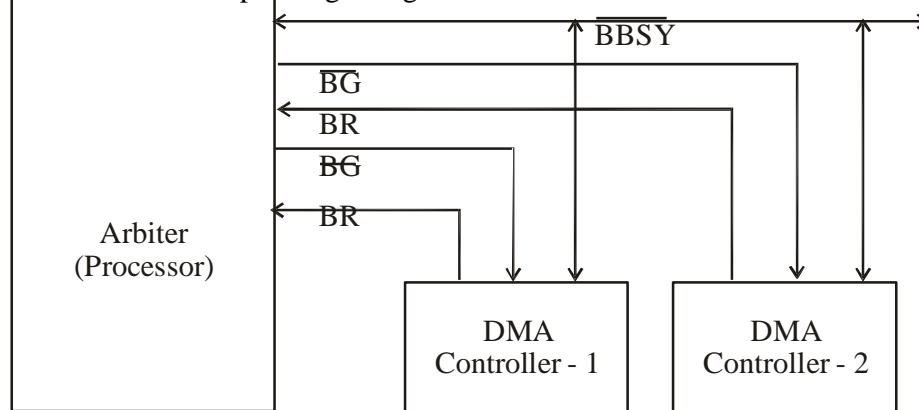 BBSY
BG
BR
BG
BR
Arbiter
(Processor)
DMA
Controller - 1
DMA
Controller - 2